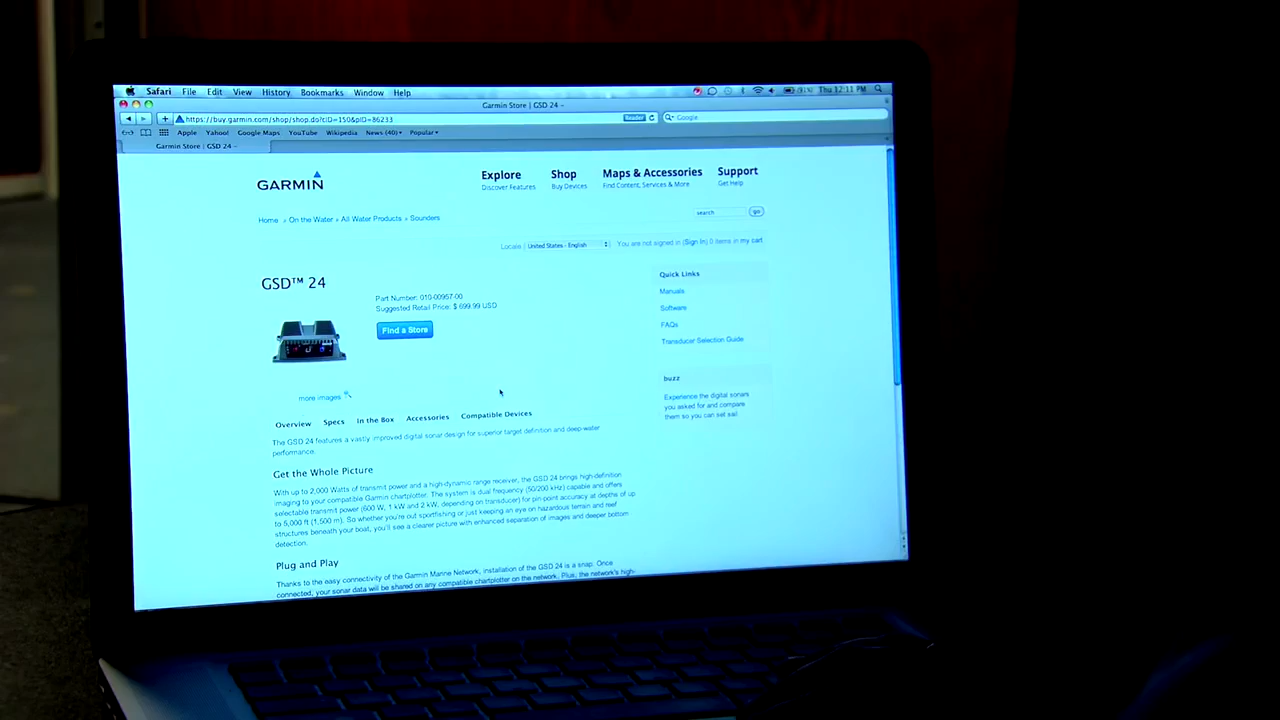 Safari File Edit View History Bookmarks Window Help Thu 12:11 PM
Garmin Store | GSD 24 –
https://buy.garmin.com/shop/shop.do?cID=150&pID=86233 Reader Google
Apple Yahoo! Google Maps YouTube Wikipedia News (40) Popular
Garmin Store | GSD 24 –
GARMIN
Explore Shop Maps & Accessories Support
Discover Features Buy Devices Find Content, Services & More Get Help
search go
Home » On the Water » All Water Products » Sounders
Locale | United States - English You are not signed in (Sign In) 0 items in my cart
GSD™ 24
Part Number: 010-00957-00
Suggested Retail Price: $ 699.99 USD
Find a Store
more images
Quick Links
Manuals
Software
FAQs
Transducer Selection Guide
buzz
Experience the digital sonars
you asked for and compare
them so you can set sail.
Overview Specs In the Box Accessories Compatible Devices
The GSD 24 features a vastly improved digital sonar design for superior target definition and deep-water
performance.
Get the Whole Picture
With up to 2,000 Watts of transmit power and a high-dynamic range receiver, the GSD 24 brings high-definition
imaging to your compatible Garmin chartplotter. The system is dual frequency (50/200 kHz) capable and offers
selectable transmit power (600 W, 1 kW and 2 kW, depending on transducer) for pin-point accuracy at depths of up
to 5,000 ft (1,500 m). So whether you're out sportfishing or just keeping an eye on hazardous terrain and reef
structures beneath your boat, you'll see a clearer picture with enhanced separation of images and deeper bottom
detection.
Plug and Play
Thanks to the easy connectivity of the Garmin Marine Network, installation of the GSD 24 is a snap. Once
connected, your sonar data will be shared on any compatible chartplotter on the network. Plus, the network's high-